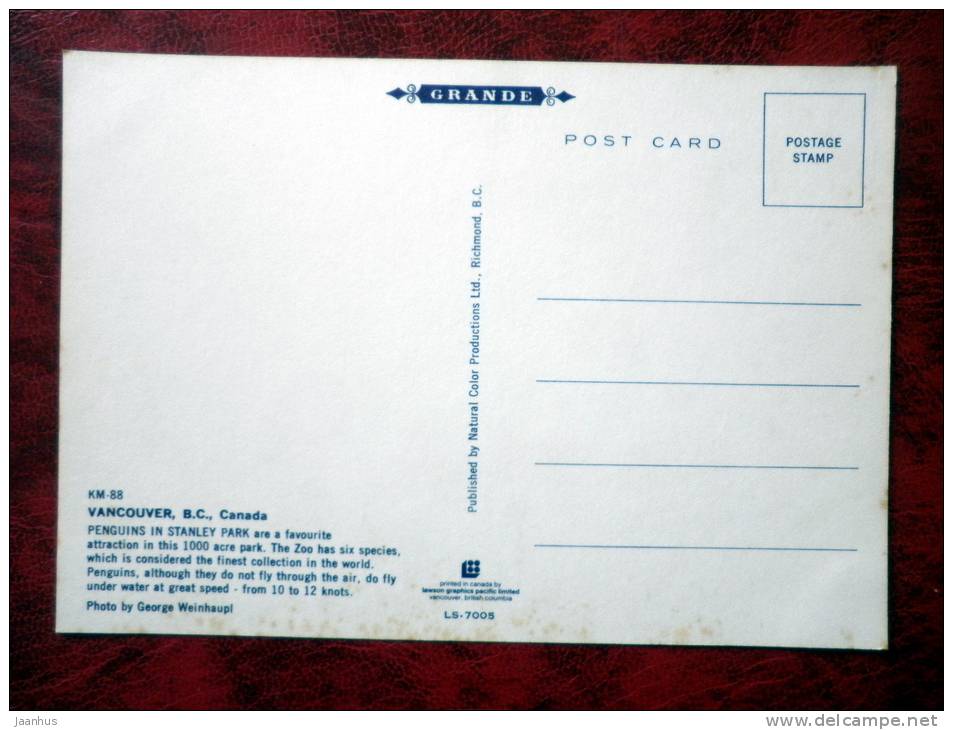 GRANDE
POST CARD
POSTAGE
STAMP
Published by Natural Color Productions Ltd., Richmond, B.C.
KM-88
VANCOUVER, B.C., Canada
PENGUINS IN STANLEY PARK are a favourite
attraction in this 1000 acre park. The Zoo has six species,
which is considered the finest collection in the world.
Penguins, although they do not fly through the air, do fly
under water at great speed - from 10 to 12 knots.
Photo by George Weinhaupl
printed in canada by
lawson graphics pacific limited
vancouver, british columbia
LS-7005
Jaanhus
www.delcampe.net